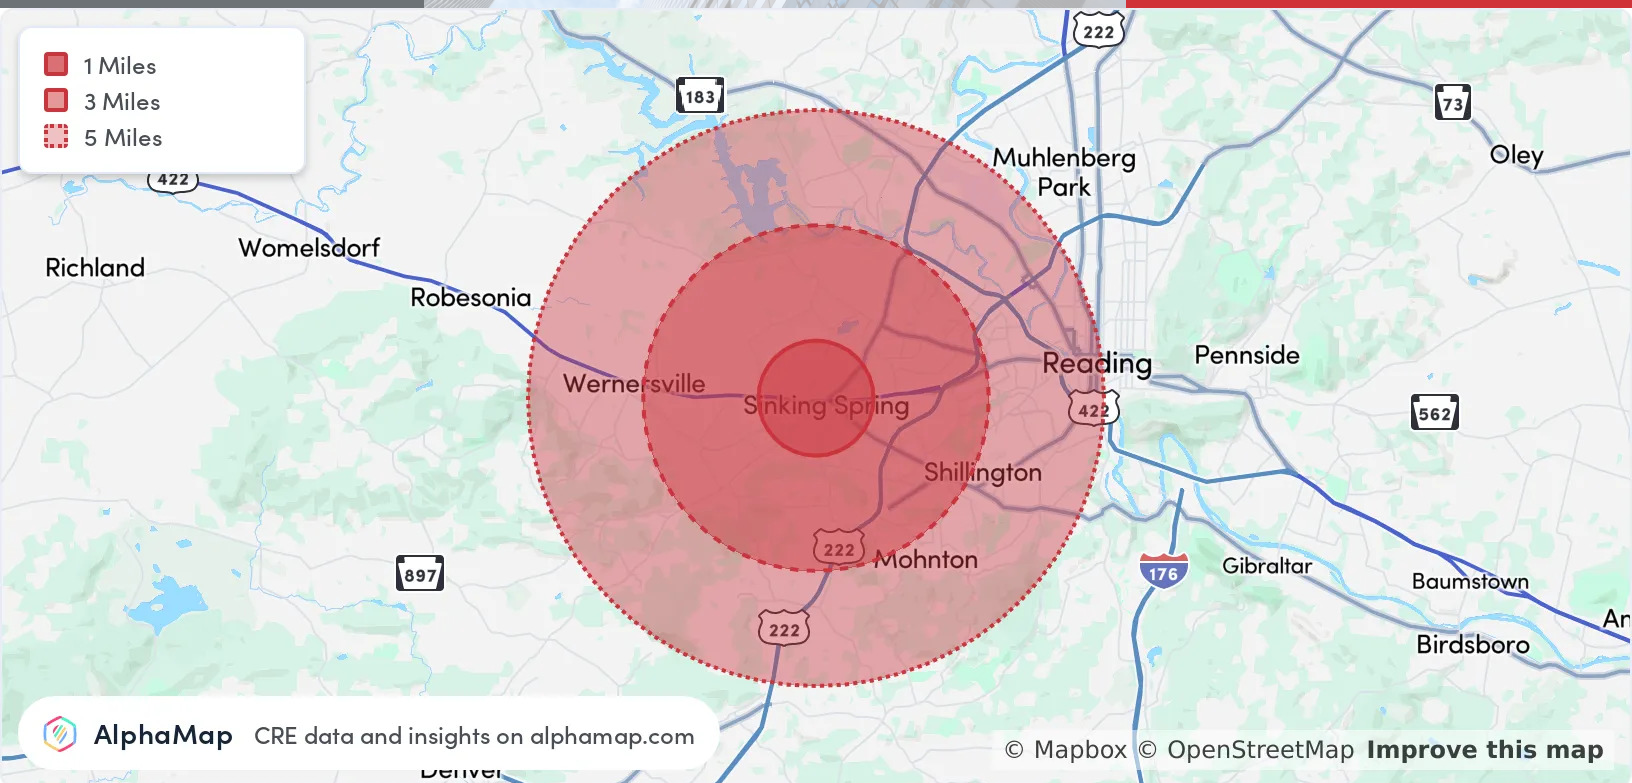 1 Miles
3 Miles
5 Miles
222
183
73
Oley
Muhlenberg
Park
422
Womelsdorf
Richland
Robesonia
Wernersville
Sinking Spring
Reading
Pennside
422
562
Shillington
222
Mohnton
897
176
Gibraltar
Baumstown
222
Birdsboro
AlphaMap CRE data and insights on alphamap.com
© Mapbox © OpenStreetMap Improve this map
Denver